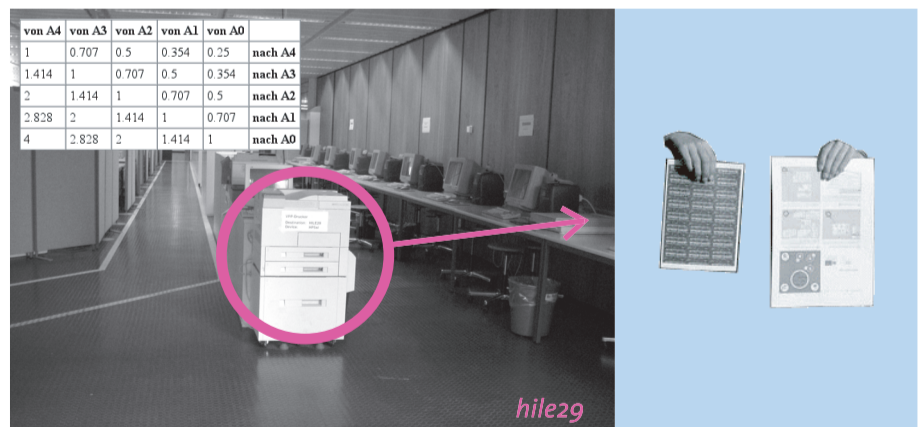 von A4 von A3 von A2 von A1 von A0
1 0.707 0.5 0.354 0.25 nach A4
1.414 1 0.707 0.5 0.354 nach A3
2 1.414 1 0.707 0.5 nach A2
2.828 2 1.414 1 0.707 nach A1
4 2.828 2 1.414 1 nach A0
hile29